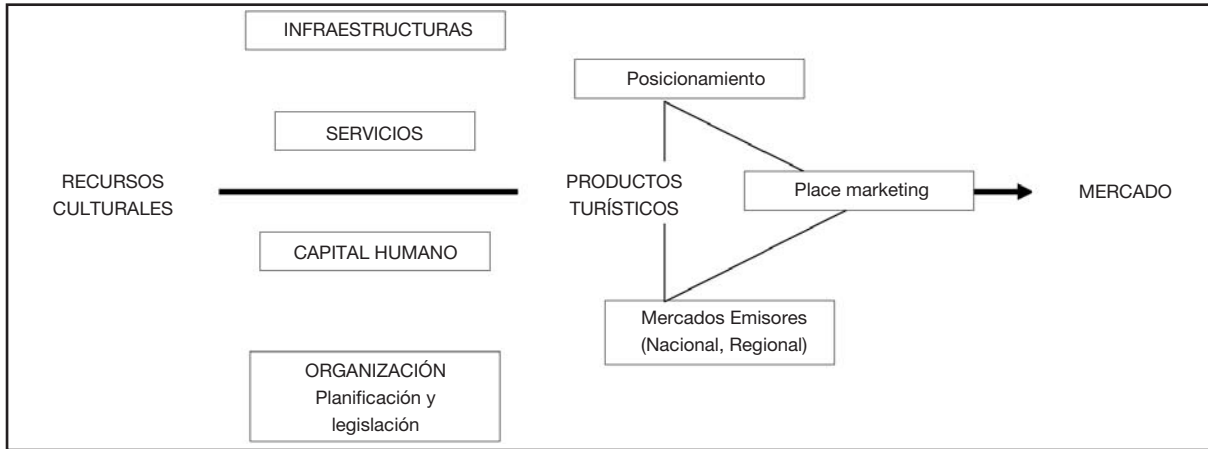 INFRAESTRUCTURAS
SERVICIOS
RECURSOS
CULTURALES
CAPITAL HUMANO
ORGANIZACIÓN
Planificación y
legislación
Posicionamiento
PRODUCTOS
TURÍSTICOS
Place marketing
Mercados Emisores
(Nacional, Regional)
MERCADO